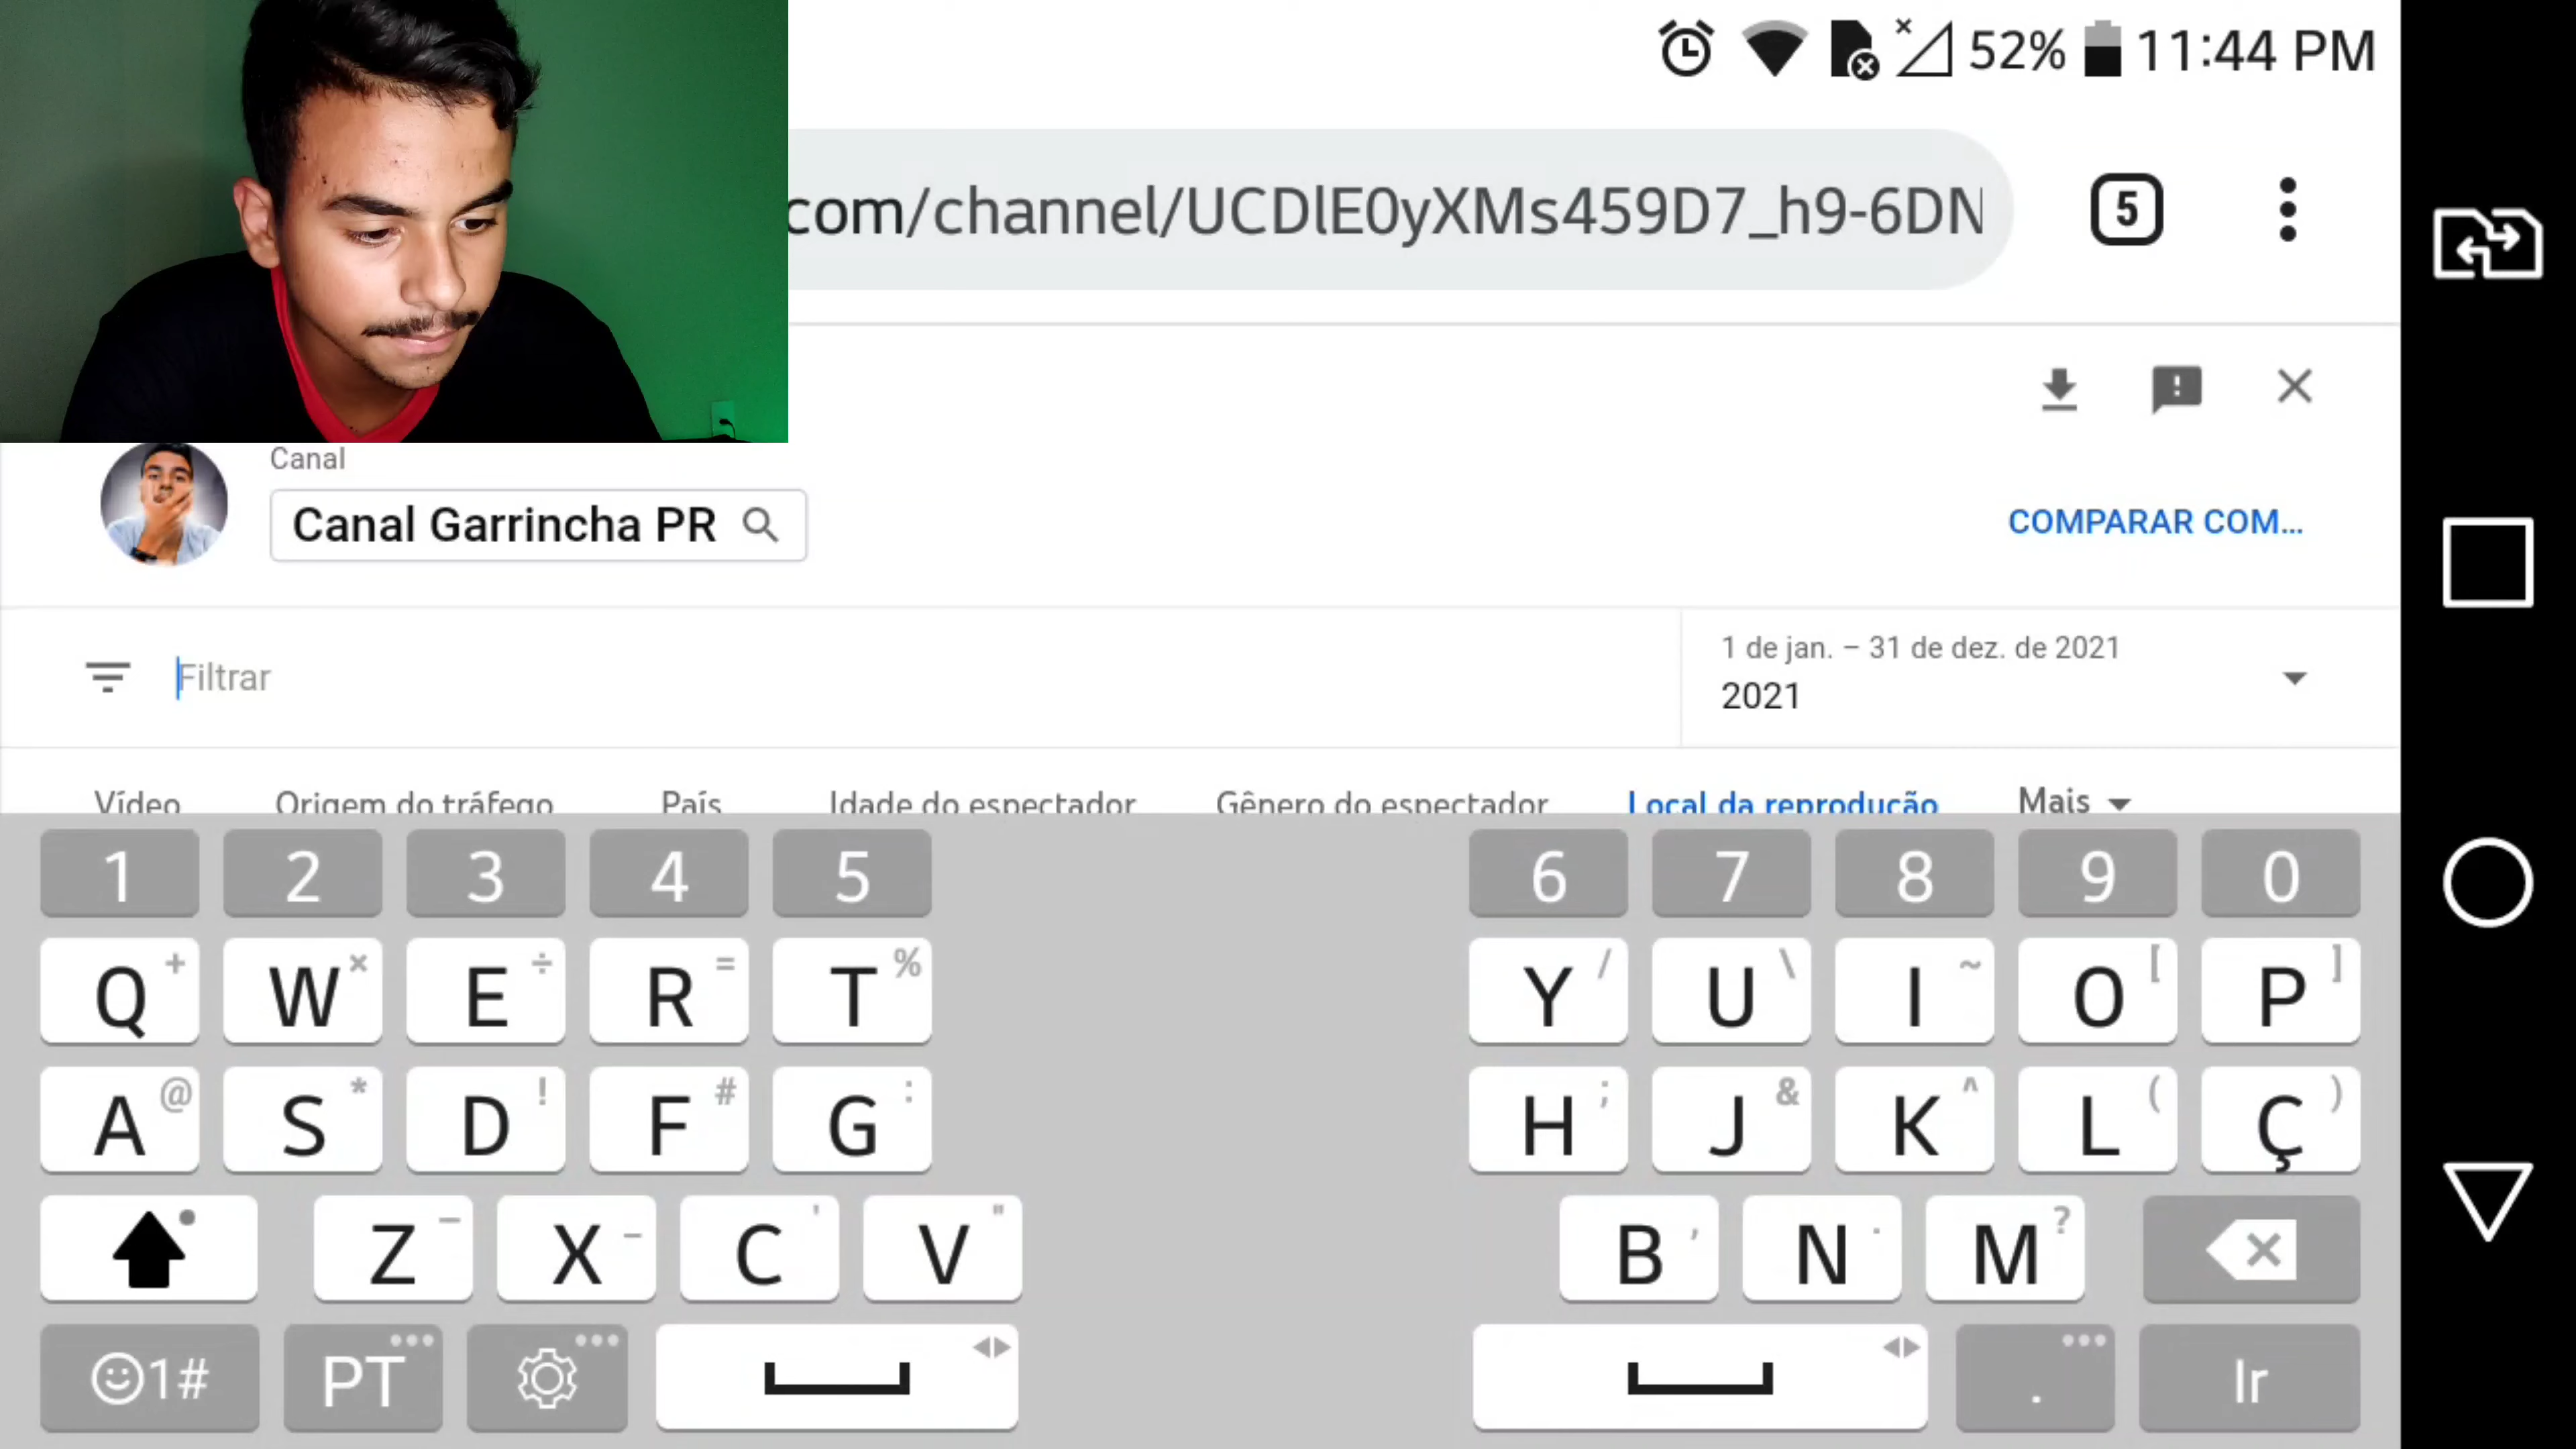 52% 11:44 PM
com/channel/UCDlE0yXMs459D7_h9-6DN
5
Canal
Canal Garrincha PR
COMPARAR COM...
Filtrar
1 de jan. – 31 de dez. de 2021
2021
Vídeo Origem do tráfego País Idade do espectador Gênero do espectador Local da reprodução Mais
1 2 3 4 5 6 7 8 9 0
Q + W × E ÷ R = T % Y / U \ I ~ O [ P ]
A @ S * D ! F # G : H ; J & K ^ L ( Ç )
Z _ X - C ' V " B , N . M ?
1# PT . Ir